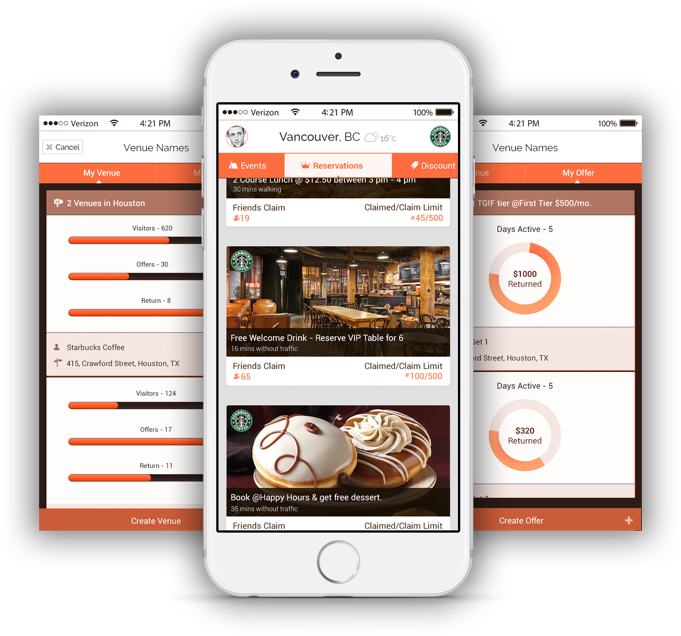 Verizon 4:21 PM
Cancel
Venue Names
My Venue
2 Venues in Houston
Visitors - 620
Offers - 30
Return - 8
Starbucks Coffee
415, Crawford Street, Houston, TX
Visitors - 124
Offers - 17
Return - 11
Create Venue
Verizon 4:21 PM 100%
Vancouver, BC 16°c
Events Reservations Discount
2 Course Lunch @ $12.50 between 3 pm - 4 pm
30 mins walking
Friends Claim Claimed/Claim Limit
19 #45/500
Free Welcome Drink - Reserve VIP Table for 6
16 mins without traffic
Friends Claim Claimed/Claim Limit
65 #100/500
Book @Happy Hours & get free dessert.
35 mins without traffic
Friends Claim Claimed/Claim Limit
4:21 PM 100%
Venue Names
nue My Offer
TGIF tier @First Tier $500/mo.
Days Active - 5
$1000
Returned
et 1
rd Street, Houston, TX
Days Active - 5
$320
Returned
Create Offer +